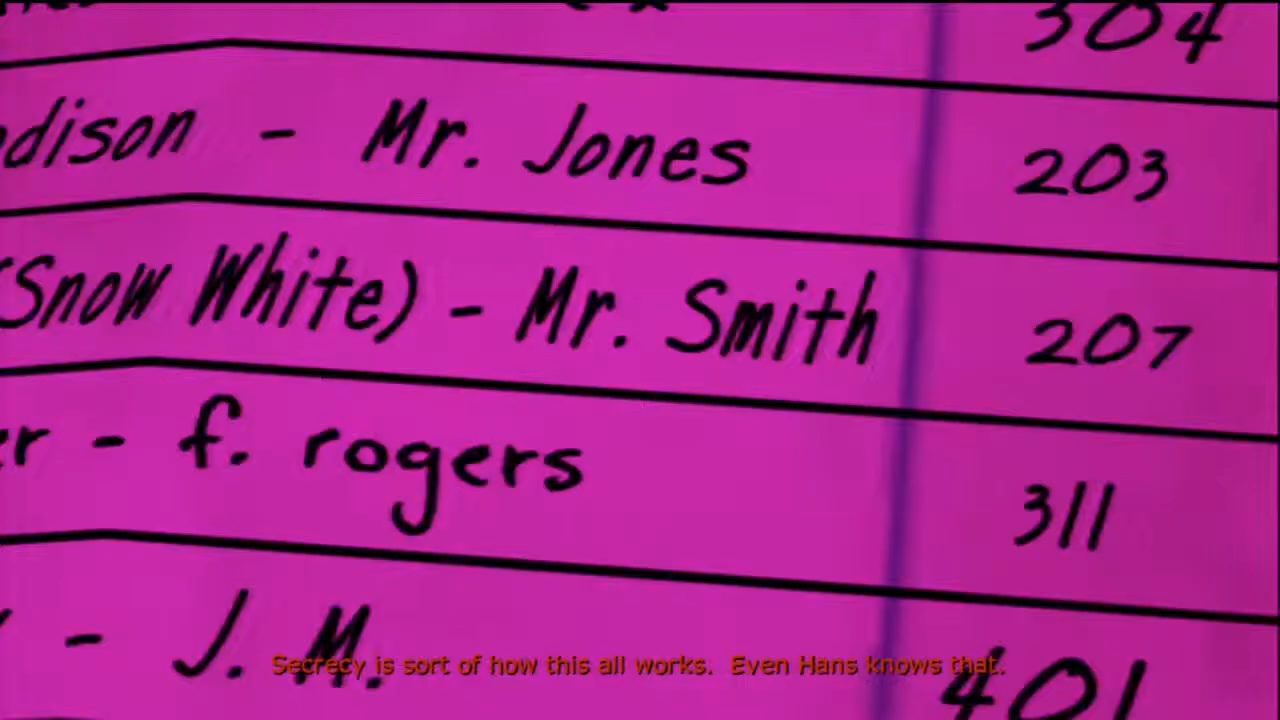 304
- Mr. Jones 203
(Snow White) - Mr. Smith 207
- f. rogers 311
- J. M. 401
Secrecy is sort of how this all works. Even Hans knows that.